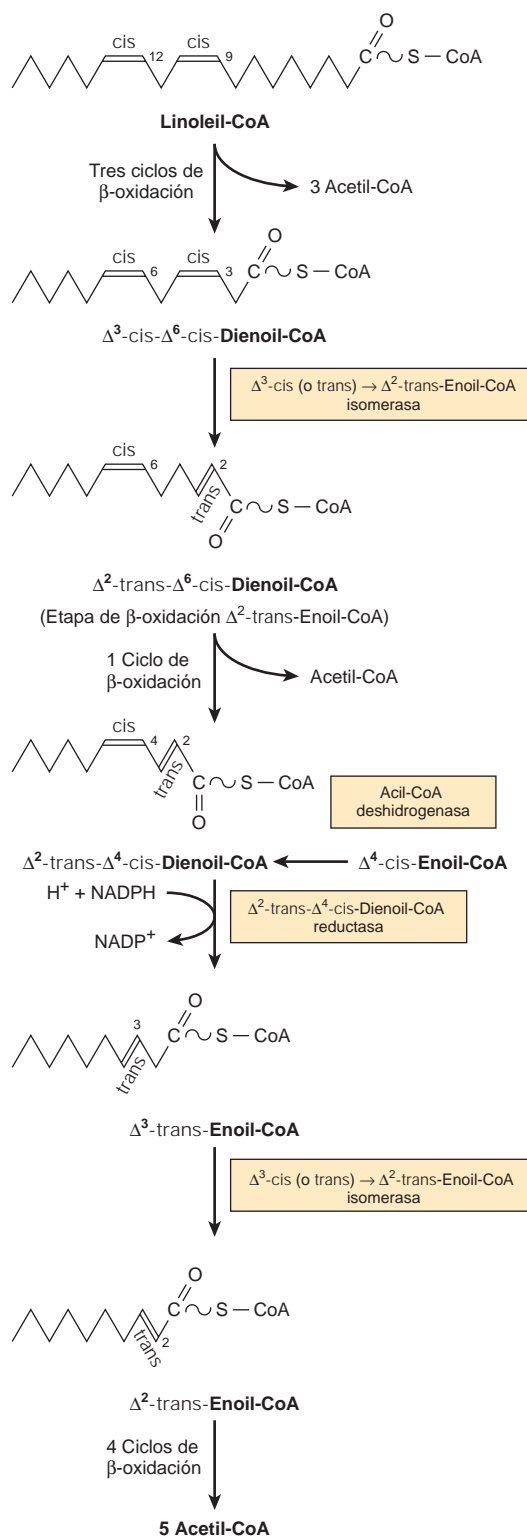 O
cis cis
12 9 C S — CoA
Linoleil-CoA
Tres ciclos de
β-oxidación
3 Acetil-CoA
O
cis cis
6 3 C S — CoA
Δ³-cis-Δ⁶-cis-Dienoil-CoA
Δ³-cis (o trans) → Δ²-trans-Enoil-CoA
isomerasa
cis
6 2
trans
C S — CoA
O
Δ²-trans-Δ⁶-cis-Dienoil-CoA
(Etapa de β-oxidación Δ²-trans-Enoil-CoA)
1 Ciclo de
β-oxidación
Acetil-CoA
cis
4 2
trans
C S — CoA
O
Acil-CoA
deshidrogenasa
Δ²-trans-Δ⁴-cis-Dienoil-CoA
Δ⁴-cis-Enoil-CoA
H⁺ + NADPH
NADP⁺
Δ²-trans-Δ⁴-cis-Dienoil-CoA
reductasa
O
3 C S — CoA
trans
Δ³-trans-Enoil-CoA
Δ³-cis (o trans) → Δ²-trans-Enoil-CoA
isomerasa
O
C S — CoA
trans 2
Δ²-trans-Enoil-CoA
4 Ciclos de
β-oxidación
5 Acetil-CoA